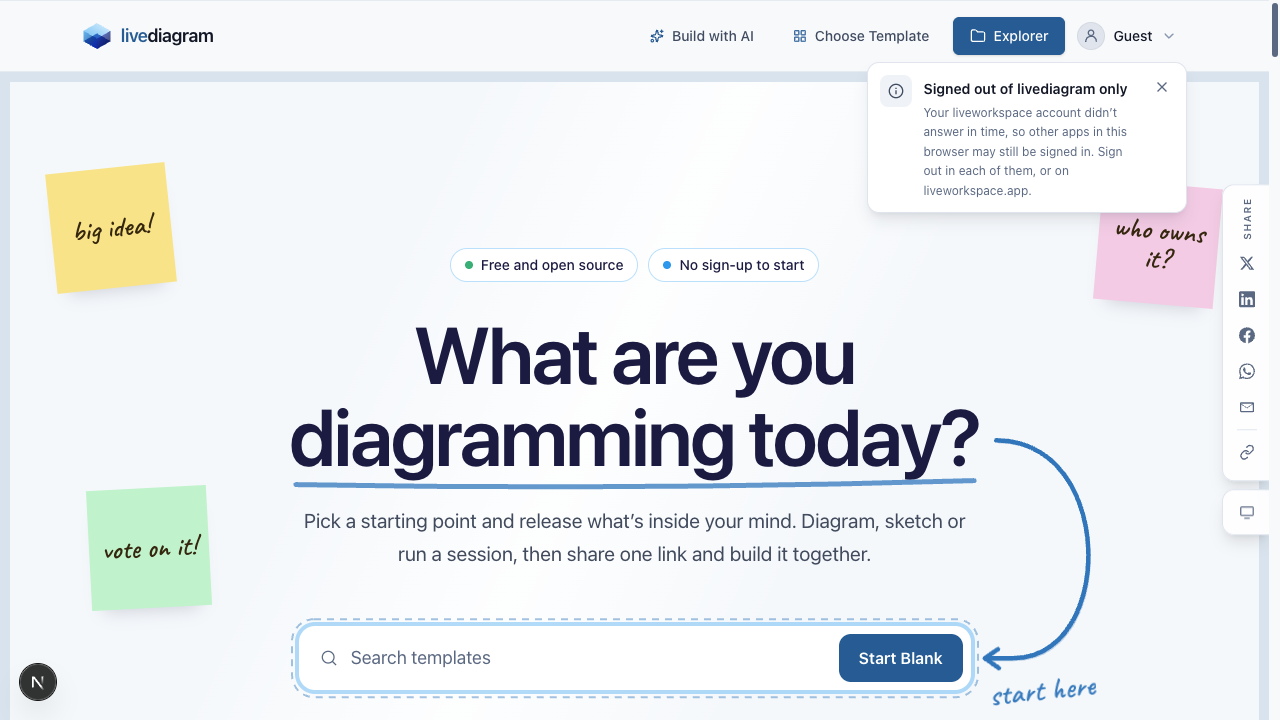 livediagram
Build with AI
Choose Template
Explorer
Guest
Signed out of livediagram only
Your liveworkspace account didn’t
answer in time, so other apps in this
browser may still be signed in. Sign
out in each of them, or on
liveworkspace.app.
big idea!
who owns
it?
SHARE
Free and open source
No sign-up to start
What are you
diagramming today?
Pick a starting point and release what’s inside your mind. Diagram, sketch or
run a session, then share one link and build it together.
vote on it!
Search templates
Start Blank
start here
N